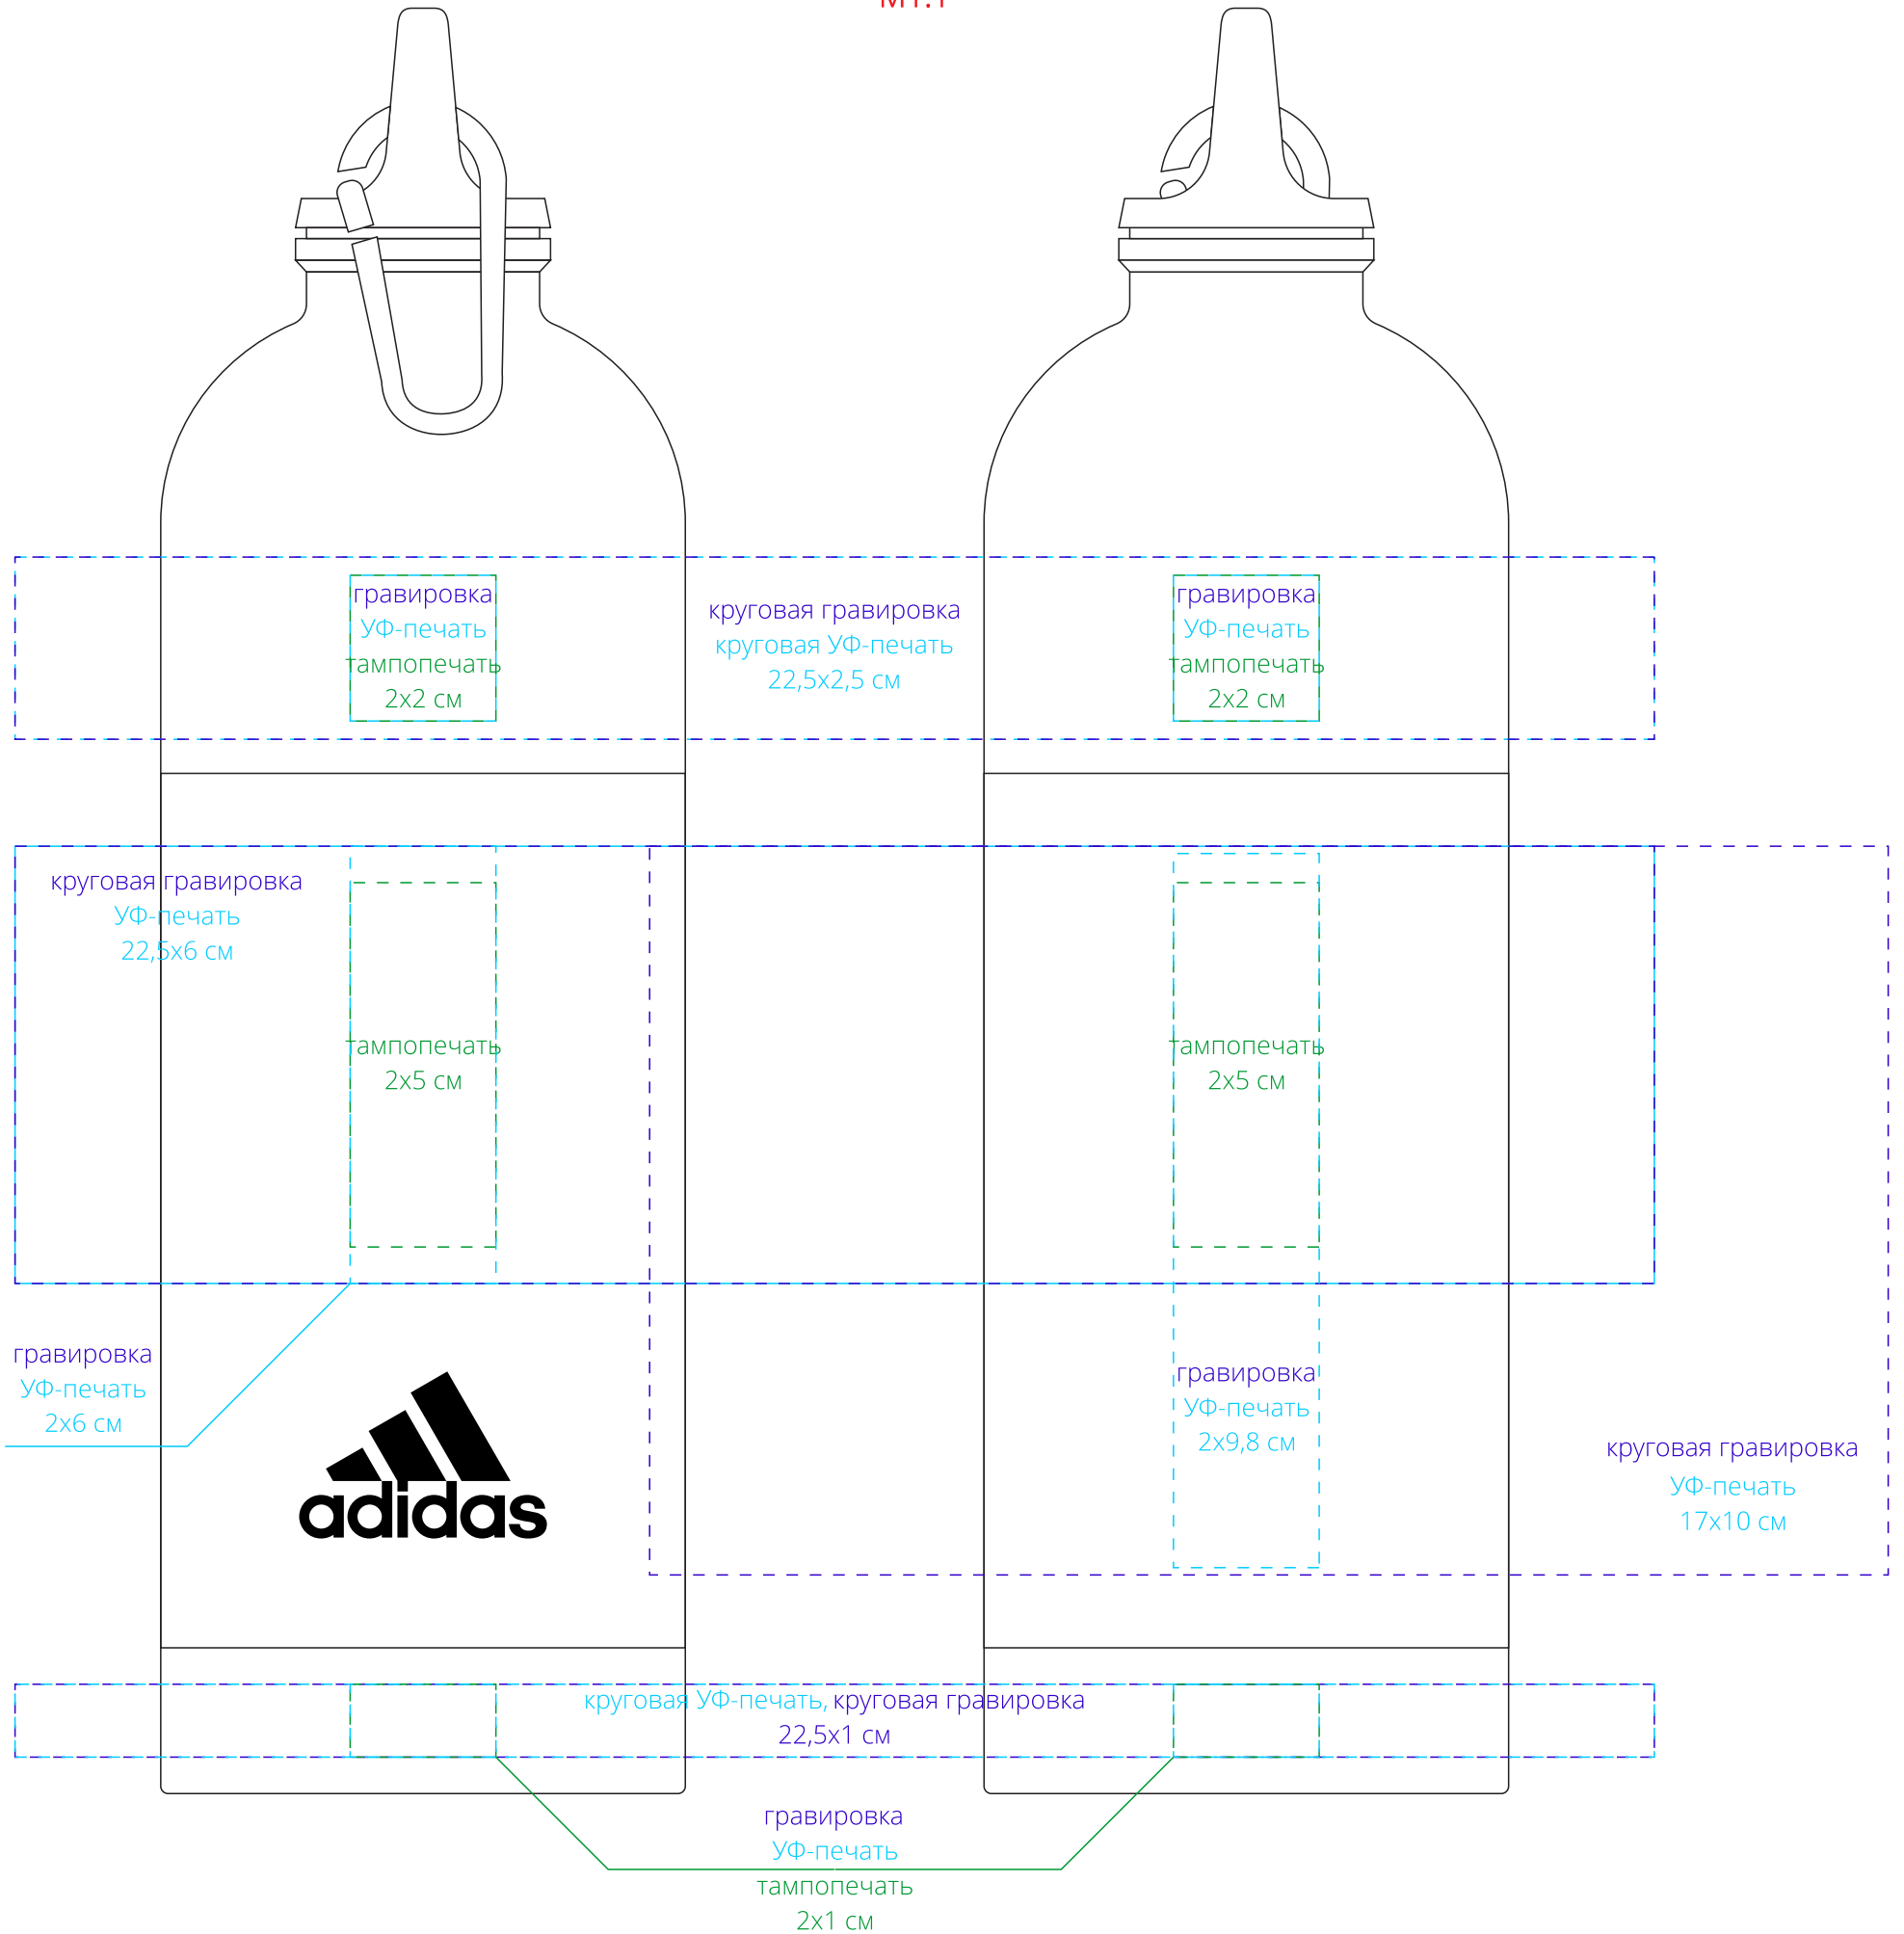 М1:1
гравировка
УФ-печать
тампопечать
2х2 см
круговая гравировка
круговая УФ-печать
22,5х2,5 см
гравировка
УФ-печать
тампопечать
2х2 см
круговая гравировка
УФ-печать
22,5х6 см
тампопечать
2х5 см
тампопечать
2х5 см
гравировка
УФ-печать
2х6 см
adidas
гравировка
УФ-печать
2х9,8 см
круговая гравировка
УФ-печать
17х10 см
круговая УФ-печать, круговая гравировка
22,5х1 см
гравировка
УФ-печать
тампопечать
2х1 см